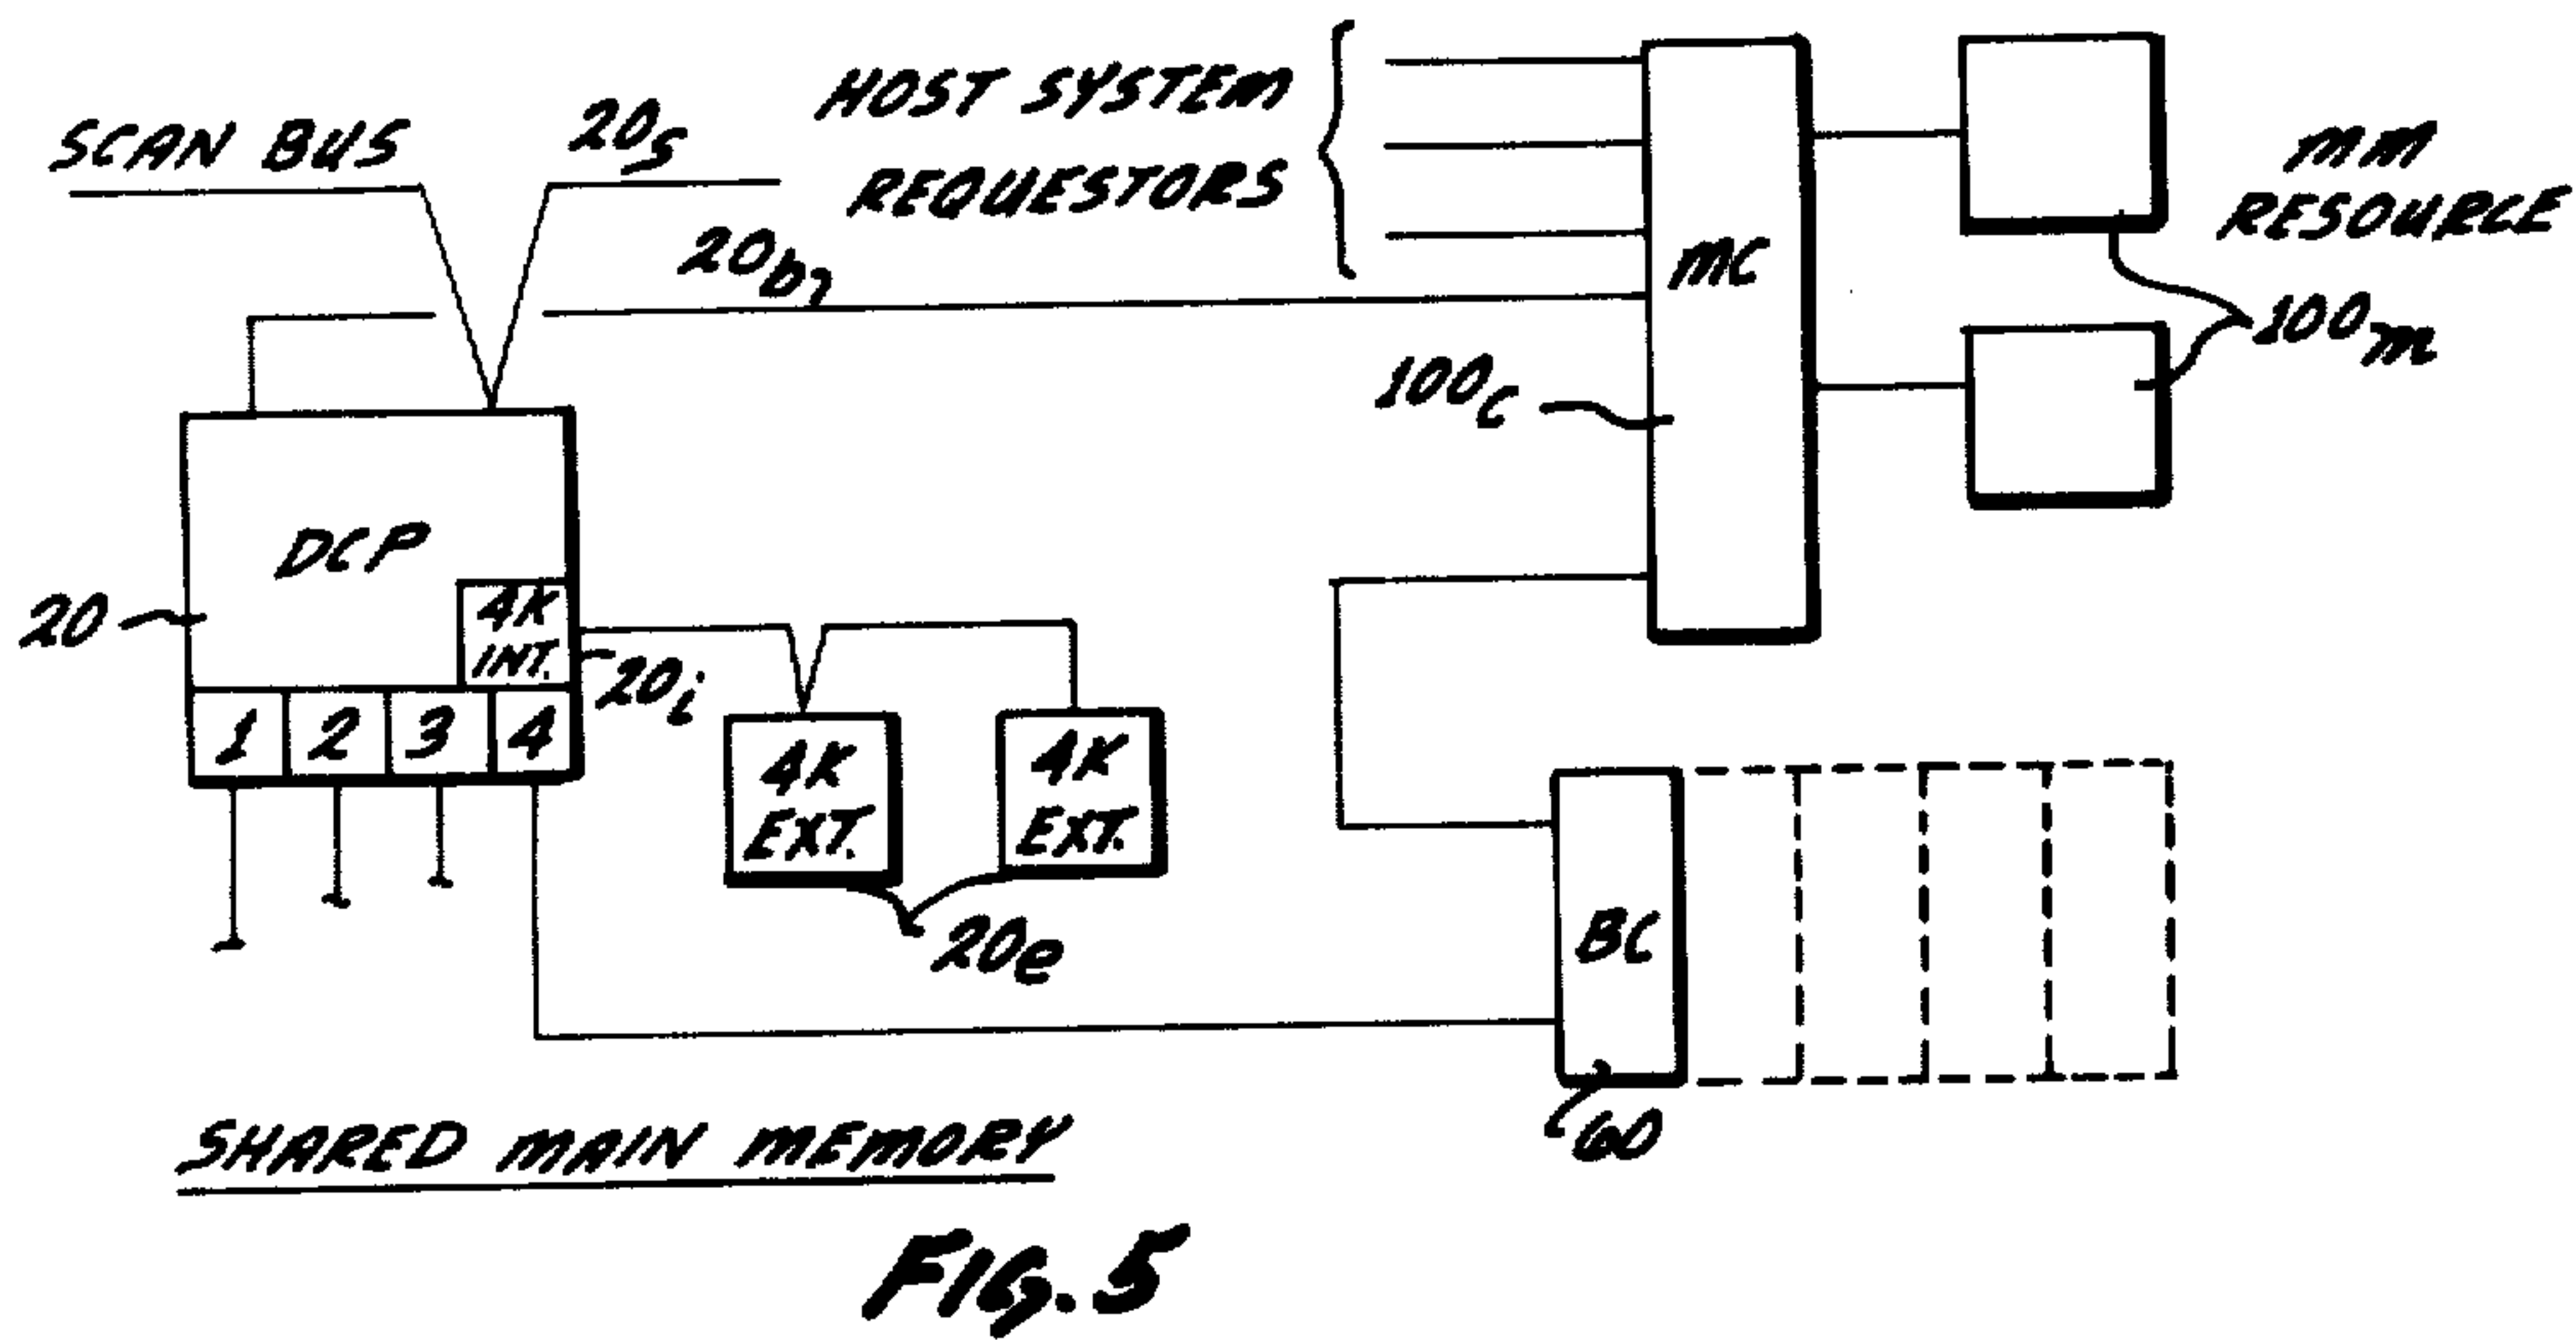 HOST SYSTEM
REQUESTORS
SCAN BUS
20s
20b7
MC
MM
RESOURCE
100m
100c
DCP
20
4K
INT.
20i
1 2 3 4
4K
EXT.
4K
EXT.
20e
BC
60
SHARED MAIN MEMORY
FIG. 5